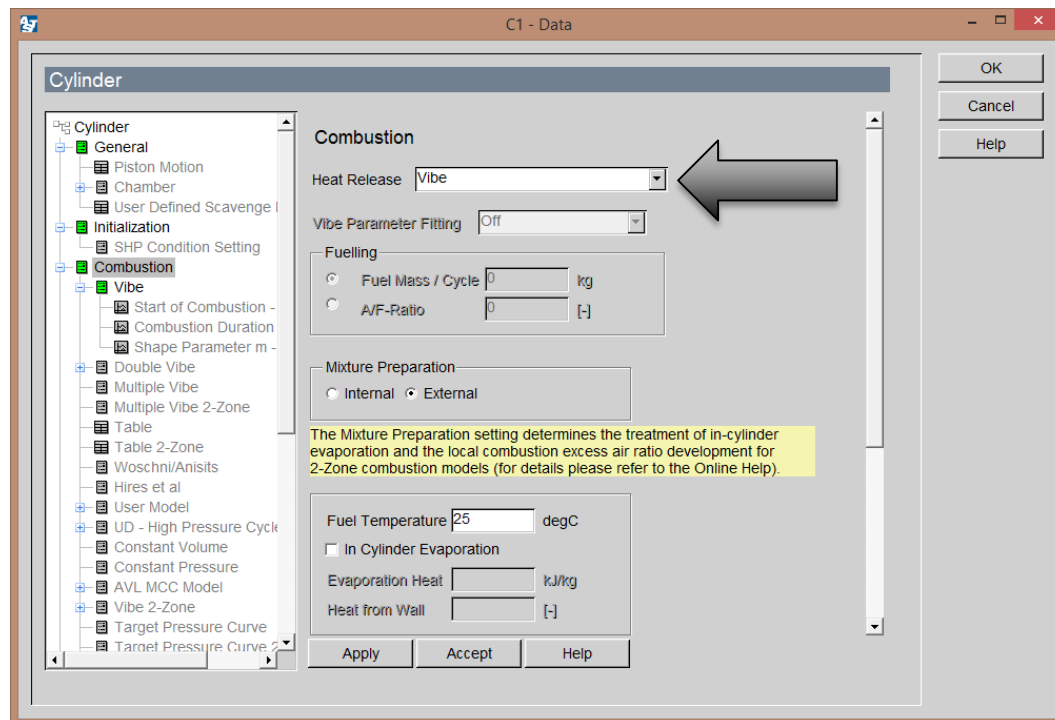 C1 - Data
OK
Cancel
Help
Cylinder
Cylinder
General
Piston Motion
Chamber
User Defined Scavenge
Initialization
SHP Condition Setting
Combustion
Vibe
Start of Combustion -
Combustion Duration
Shape Parameter m -
Double Vibe
Multiple Vibe
Multiple Vibe 2-Zone
Table
Table 2-Zone
Woschni/Anisits
Hires et al
User Model
UD - High Pressure Cycle
Constant Volume
Constant Pressure
AVL MCC Model
Vibe 2-Zone
Target Pressure Curve
Target Pressure Curve 2
Combustion
Heat Release Vibe
Vibe Parameter Fitting Off
Fuelling
Fuel Mass / Cycle 0 kg
A/F-Ratio 0 [-]
Mixture Preparation
Internal External
The Mixture Preparation setting determines the treatment of in-cylinder
evaporation and the local combustion excess air ratio development for
2-Zone combustion models (for details please refer to the Online Help).
Fuel Temperature 25 degC
In Cylinder Evaporation
Evaporation Heat kJ/kg
Heat from Wall [-]
Apply Accept Help